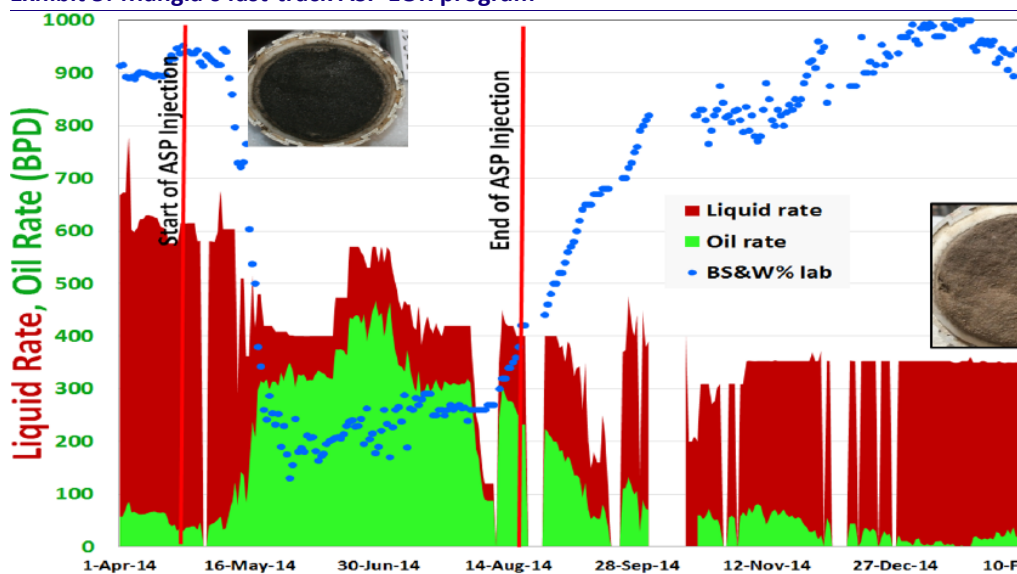 1000
900
800
700
600
500
400
300
200
100
0
Liquid Rate, Oil Rate (BPD)
Start of ASP Injection
End of ASP Injection
Liquid rate
Oil rate
BS&W% lab
1-Apr-14 16-May-14 30-Jun-14 14-Aug-14 28-Sep-14 12-Nov-14 27-Dec-14